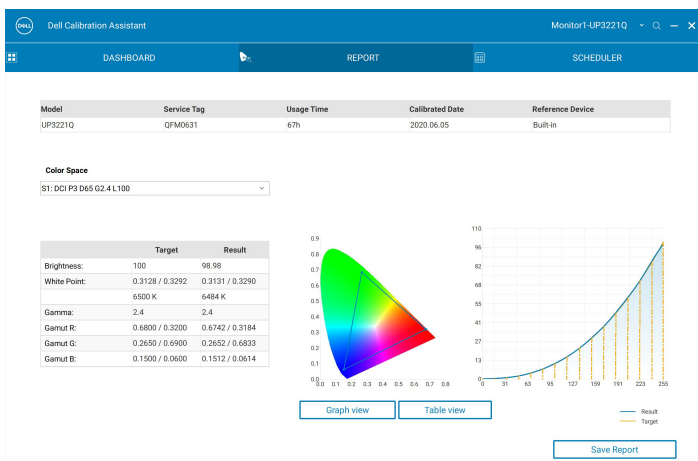 DELL Dell Calibration Assistant Monitor1-UP3221Q
DASHBOARD REPORT SCHEDULER
Model Service Tag Usage Time Calibrated Date Reference Device
UP3221Q QFM0631 67h 2020.06.05 Built-in
Color Space
S1: DCI P3 D65 G2.4 L100
Target Result
Brightness: 100 98.98
White Point: 0.3128 / 0.3292 0.3131 / 0.3290
6500 K 6484 K
Gamma: 2.4 2.4
Gamut R: 0.6800 / 0.3200 0.6742 / 0.3184
Gamut G: 0.2650 / 0.6900 0.2652 / 0.6833
Gamut B: 0.1500 / 0.0600 0.1512 / 0.0614
0.9
0.8
0.7
0.6
0.5
0.4
0.3
0.2
0.1
0.0
0.0 0.1 0.2 0.3 0.4 0.5 0.6 0.7 0.8
110
96
82
68
55
41
27
13
0
0 31 63 95 127 159 191 223 255
Graph view Table view
Result
Target
Save Report